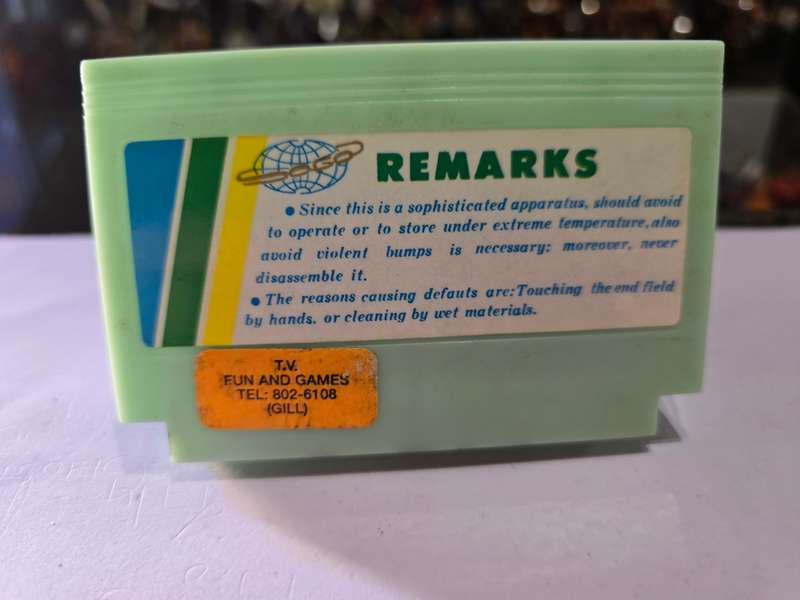 SOGO
REMARKS
● Since this is a sophisticated apparatus, should avoid
to operate or to store under extreme temperature, also
avoid violent bumps is necessary; moreover, never
disassemble it.
● The reasons causing defauts are: Touching the end field
by hands. or cleaning by wet materials.
T.V.
FUN AND GAMES
TEL: 802-6108
(GILL)